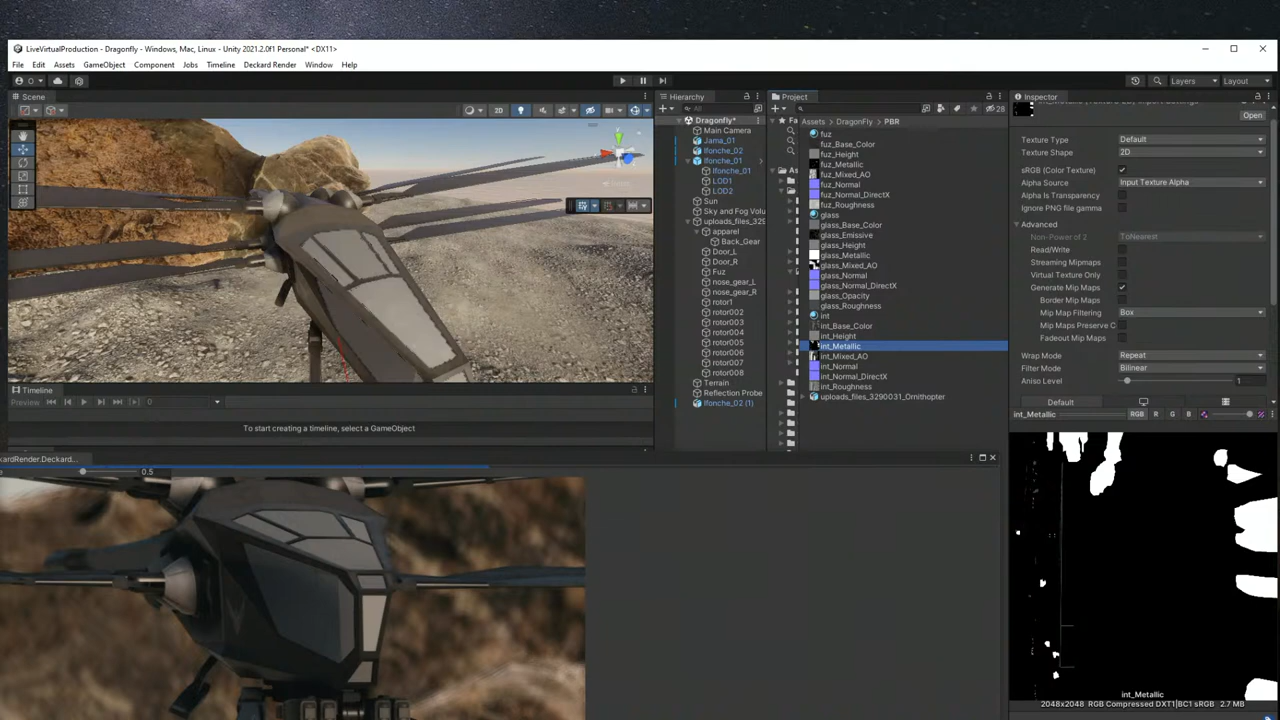 LiveVirtualProduction - Dragonfly - Windows, Mac, Linux - Unity 2021.2.0f1 Personal* <DX11>
File Edit Assets GameObject Component Jobs Timeline Deckard Render Window Help
Layers Layout
Scene
2D
Hierarchy
All
Dragonfly*
Main Camera
Jama_01
Ifonche_02
Ifonche_01
Ifonche_01
LOD1
LOD2
Sun
Sky and Fog Volu
uploads_files_329
apparel
Back_Gear
Door_L
Door_R
Fuz
nose_gear_L
nose_gear_R
rotor1
rotor002
rotor003
rotor004
rotor005
rotor006
rotor007
rotor008
Terrain
Reflection Probe
Ifonche_02 (1)
Project
28
Assets DragonFly PBR
Fa
As
fuz
fuz_Base_Color
fuz_Height
fuz_Metallic
fuz_Mixed_AO
fuz_Normal
fuz_Normal_DirectX
fuz_Roughness
glass
glass_Base_Color
glass_Emissive
glass_Height
glass_Metallic
glass_Mixed_AO
glass_Normal
glass_Normal_DirectX
glass_Opacity
glass_Roughness
int
int_Base_Color
int_Height
int_Metallic
int_Mixed_AO
int_Normal
int_Normal_DirectX
int_Roughness
uploads_files_3290031_Ornithopter
Inspector
Open
Texture Type Default
Texture Shape 2D
sRGB (Color Texture)
Alpha Source Input Texture Alpha
Alpha Is Transparency
Ignore PNG file gamma
Advanced
Non-Power of 2 ToNearest
Read/Write
Streaming Mipmaps
Virtual Texture Only
Generate Mip Maps
Border Mip Maps
Mip Map Filtering Box
Mip Maps Preserve C
Fadeout Mip Maps
Wrap Mode Repeat
Filter Mode Bilinear
Aniso Level 1
Default
int_Metallic RGB R G B
int_Metallic
2048x2048 RGB Compressed DXT1|BC1 sRGB 2.7 MB
Timeline
Preview 0
To start creating a timeline, select a GameObject
kardRender.Deckard...
0.5